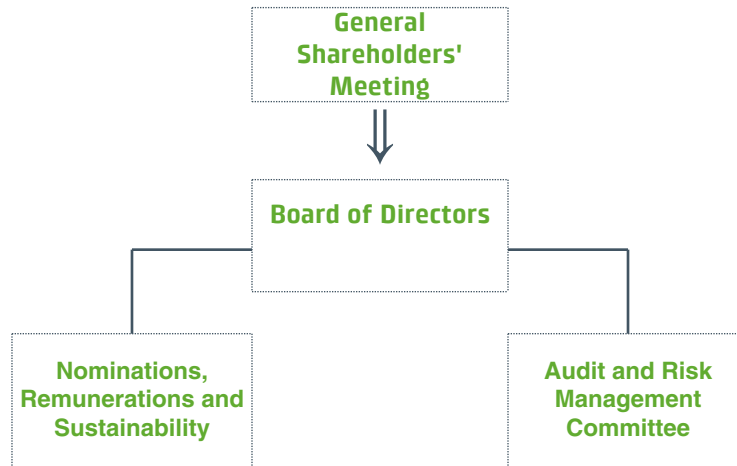 General
Shareholders'
Meeting
Board of Directors
Nominations,
Remunerations and
Sustainability
Audit and Risk
Management
Committee